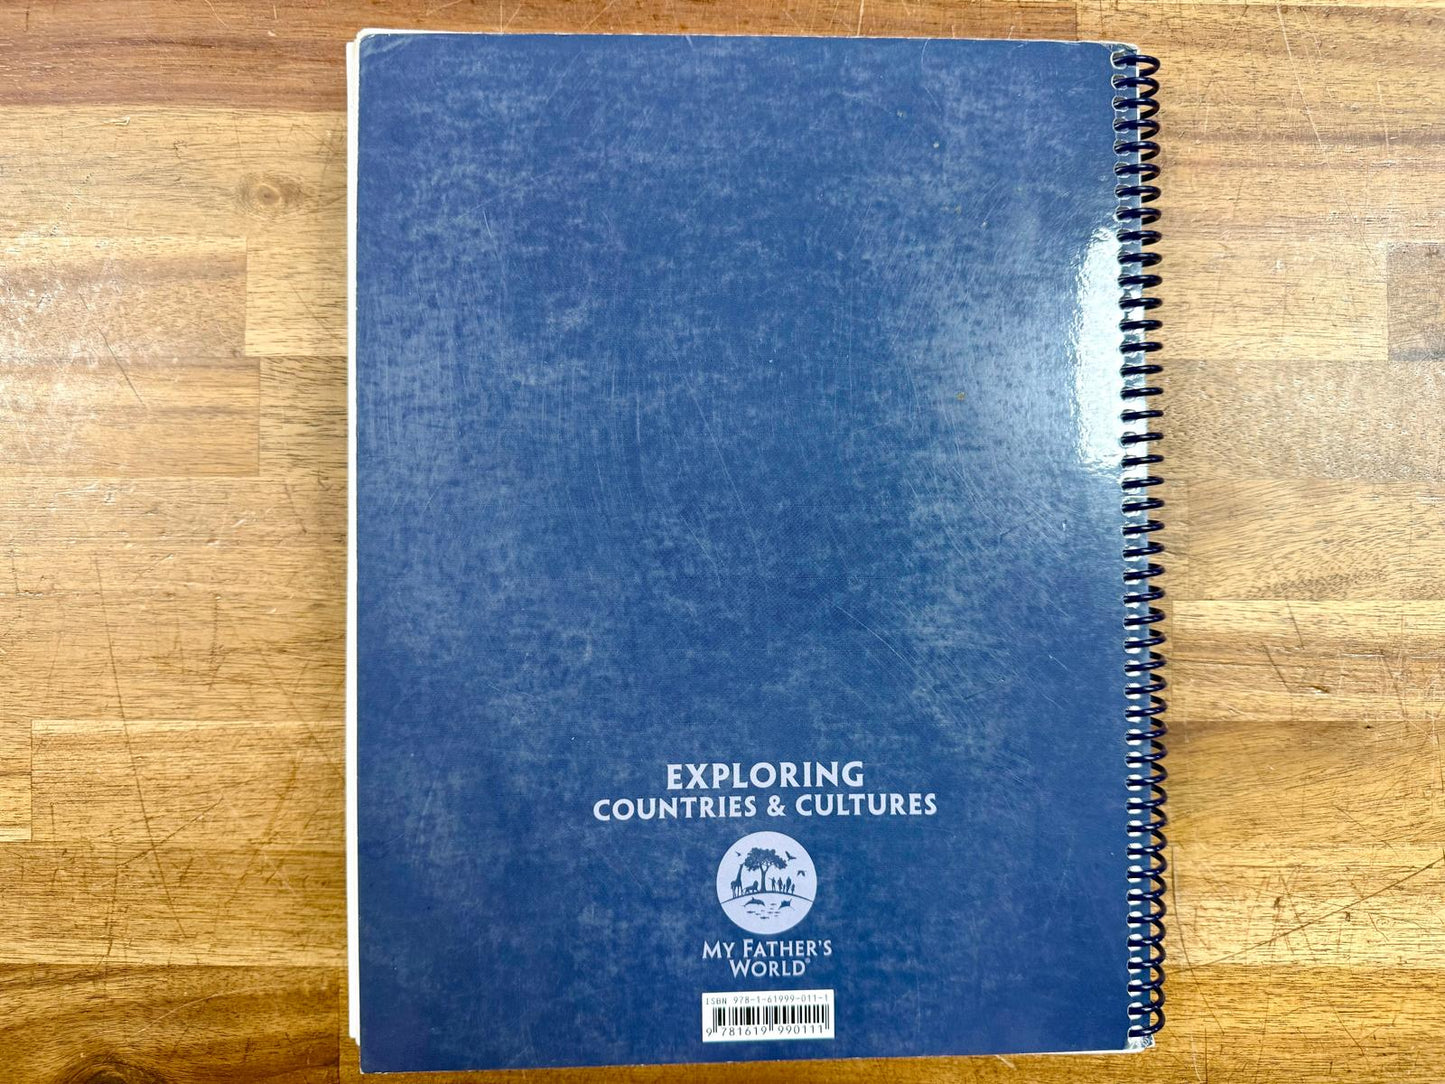 EXPLORING
COUNTRIES & CULTURES
MY FATHER'S
WORLD®
ISBN 978-1-61999-011-1
9 781619 990111